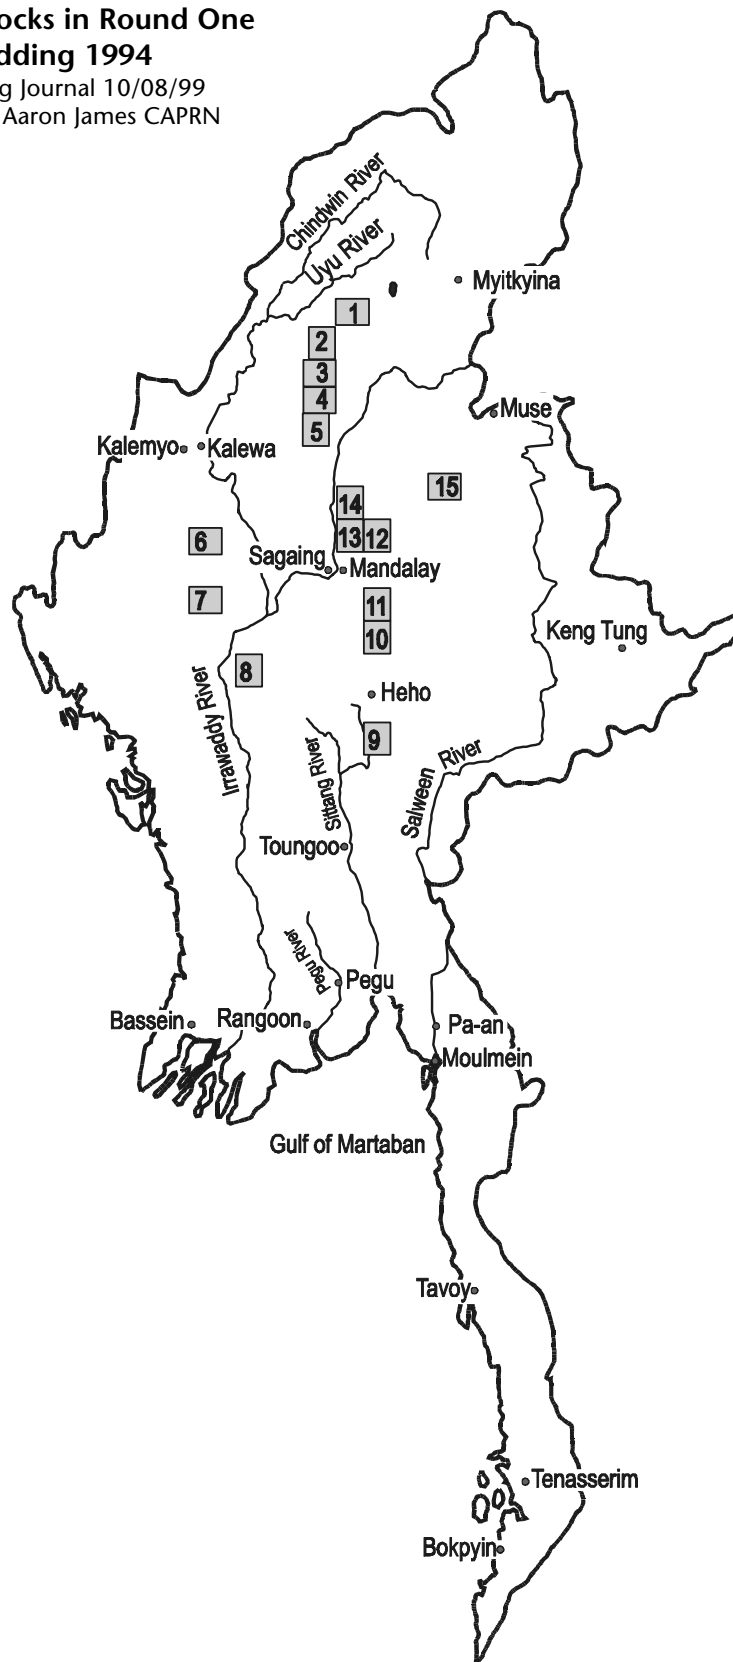 ocks in Round One
dding 1994
g Journal 10/08/99
Aaron James CAPRN
Chindwin River
Uyu River
Myitkyina
1
2
3
4
Muse
5
Kalemyo
Kalewa
15
14
6
13
12
Sagaing
Mandalay
7
11
10
Keng Tung
8
Heho
Irrawaddy River
9
Sittang River
Salween River
Toungoo
Pegu River
Pegu
Bassein
Rangoon
Pa-an
Moulmein
Gulf of Martaban
Tavoy
Tenasserim
Bokpyin